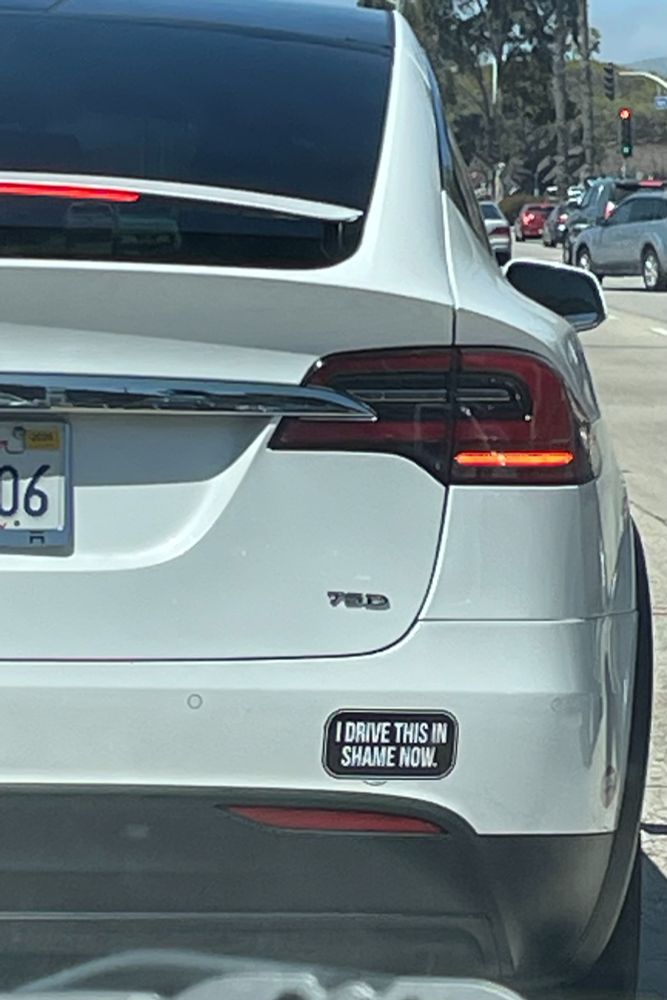 06
75D
I DRIVE THIS IN
SHAME NOW.